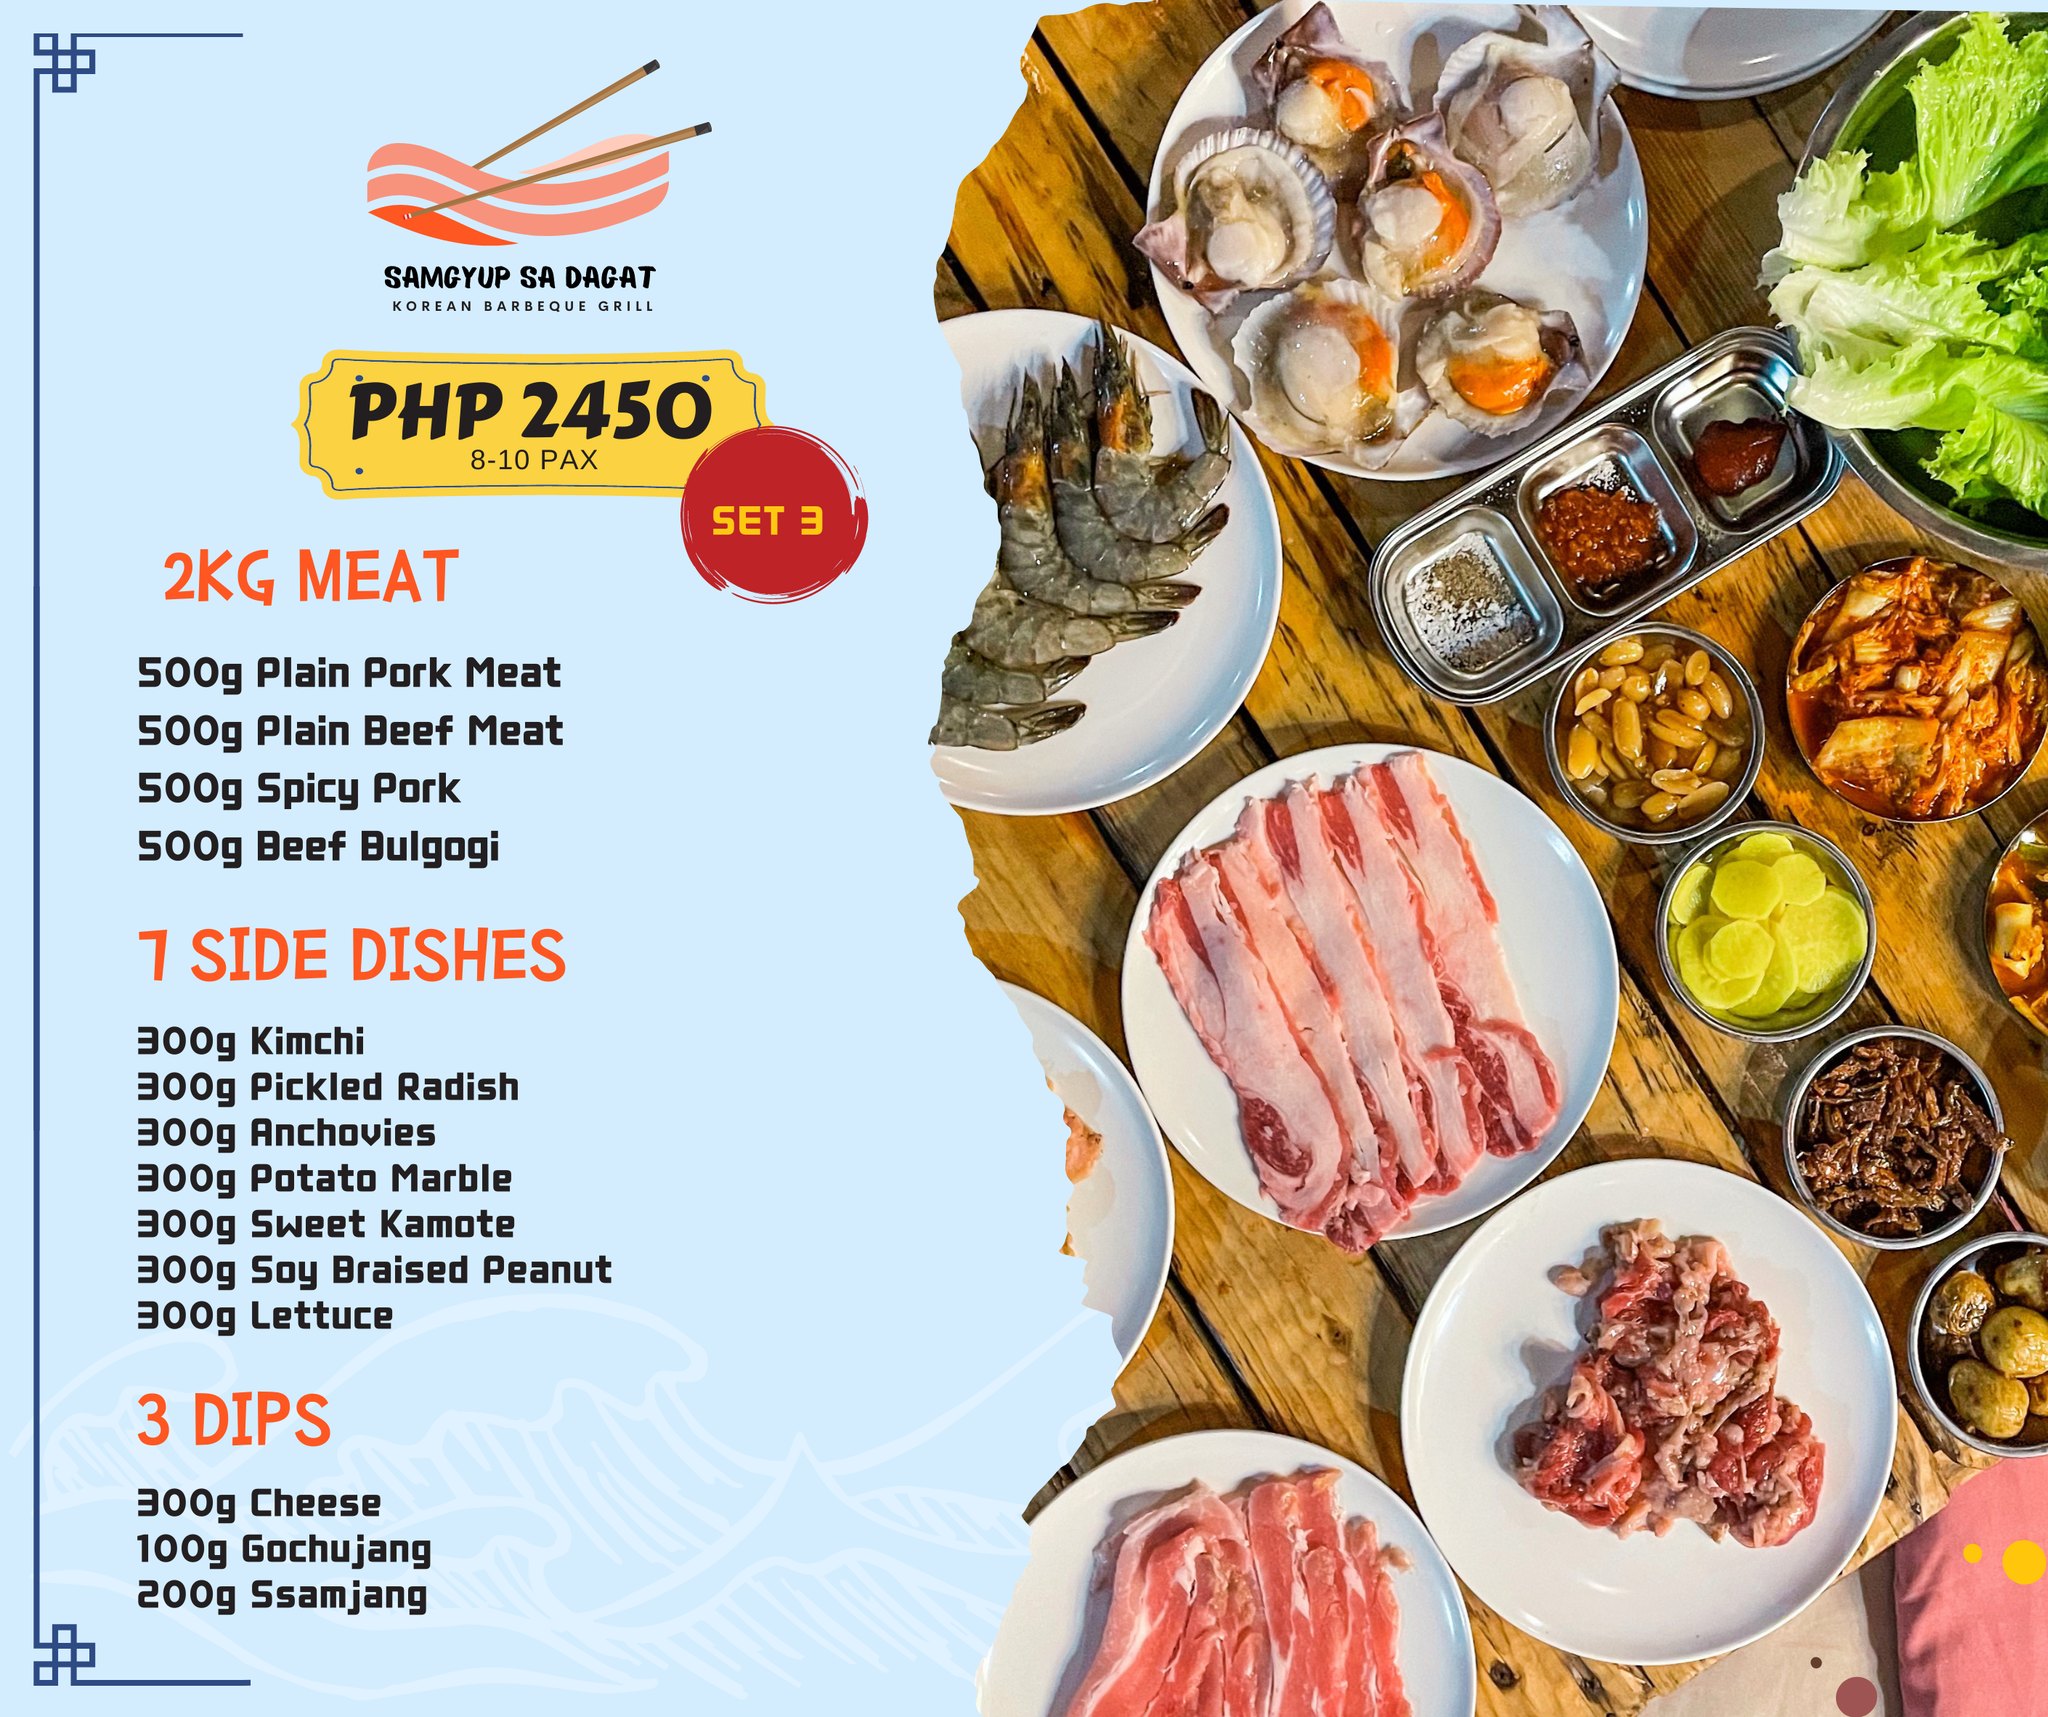 SAMGYUP SA DAGAT
KOREAN BARBEQUE GRILL
PHP 2450
8-10 PAX
SET 3
2KG MEAT
500g Plain Pork Meat
500g Plain Beef Meat
500g Spicy Pork
500g Beef Bulgogi
7 SIDE DISHES
300g Kimchi
300g Pickled Radish
300g Anchovies
300g Potato Marble
300g Sweet Kamote
300g Soy Braised Peanut
300g Lettuce
3 DIPS
300g Cheese
100g Gochujang
200g Ssamjang